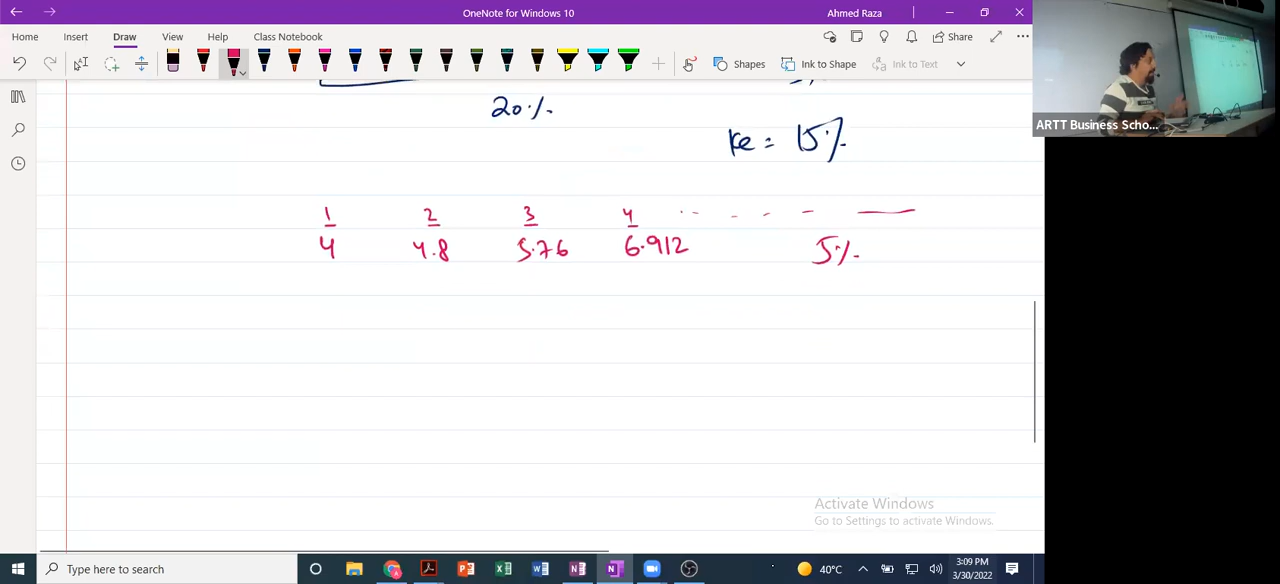 OneNote for Windows 10
Ahmed Raza
Home Insert Draw View Help Class Notebook
Share
Shapes Ink to Shape Ink to Text
ARTT Business Scho...
20%
Ke = 15%
1 2 3 4
4 4.8 5.76 6.912 5%
Activate Windows
Go to Settings to activate Windows.
Type here to search
40°C
3:09 PM
3/30/2022